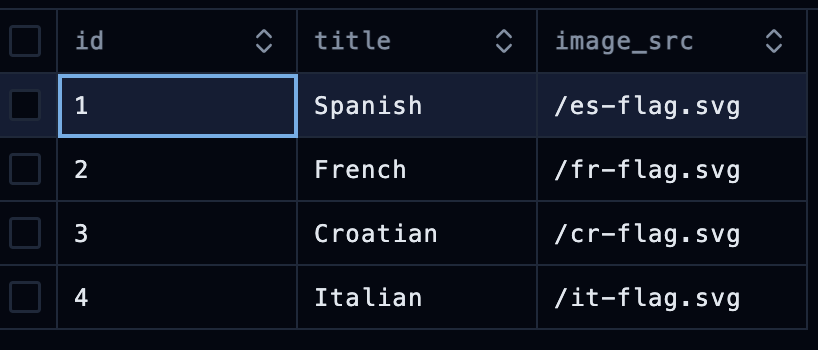 id title image_src
1 Spanish /es-flag.svg
2 French /fr-flag.svg
3 Croatian /cr-flag.svg
4 Italian /it-flag.svg